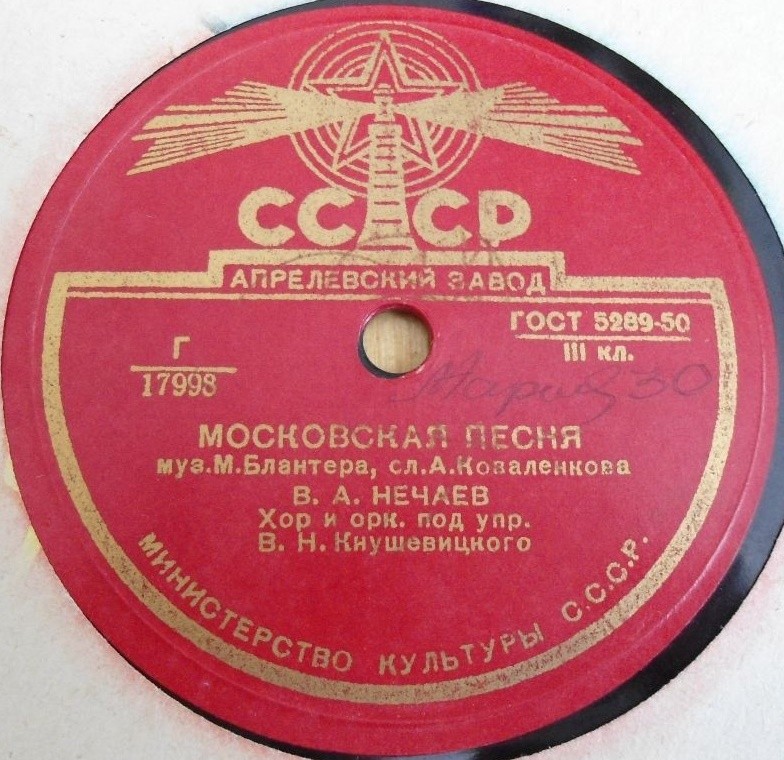 СССР
АПРЕЛЕВСКИЙ ЗАВОД
ГОСТ 5289-50
III кл.
Г
17998
МОСКОВСКАЯ ПЕСНЯ
муз.М.Блантера, сл.А.Коваленкова
В. А. НЕЧАЕВ
Хор и орк. под упр.
В. Н. Кнушевицкого
МИНИСТЕРСТВО КУЛЬТУРЫ С.С.С.Р.